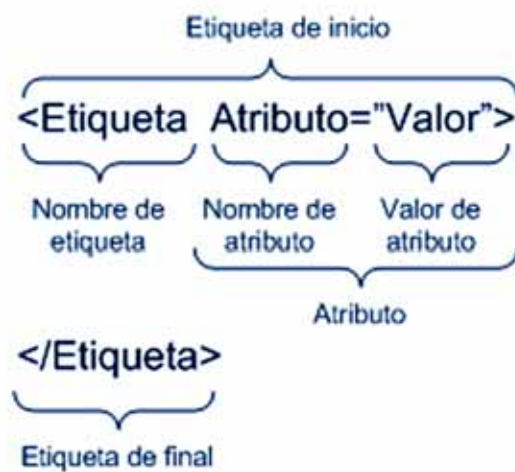 Etiqueta de inicio
<Etiqueta Atributo="Valor">
Nombre de etiqueta
Nombre de atributo
Valor de atributo
Atributo
</Etiqueta>
Etiqueta de final